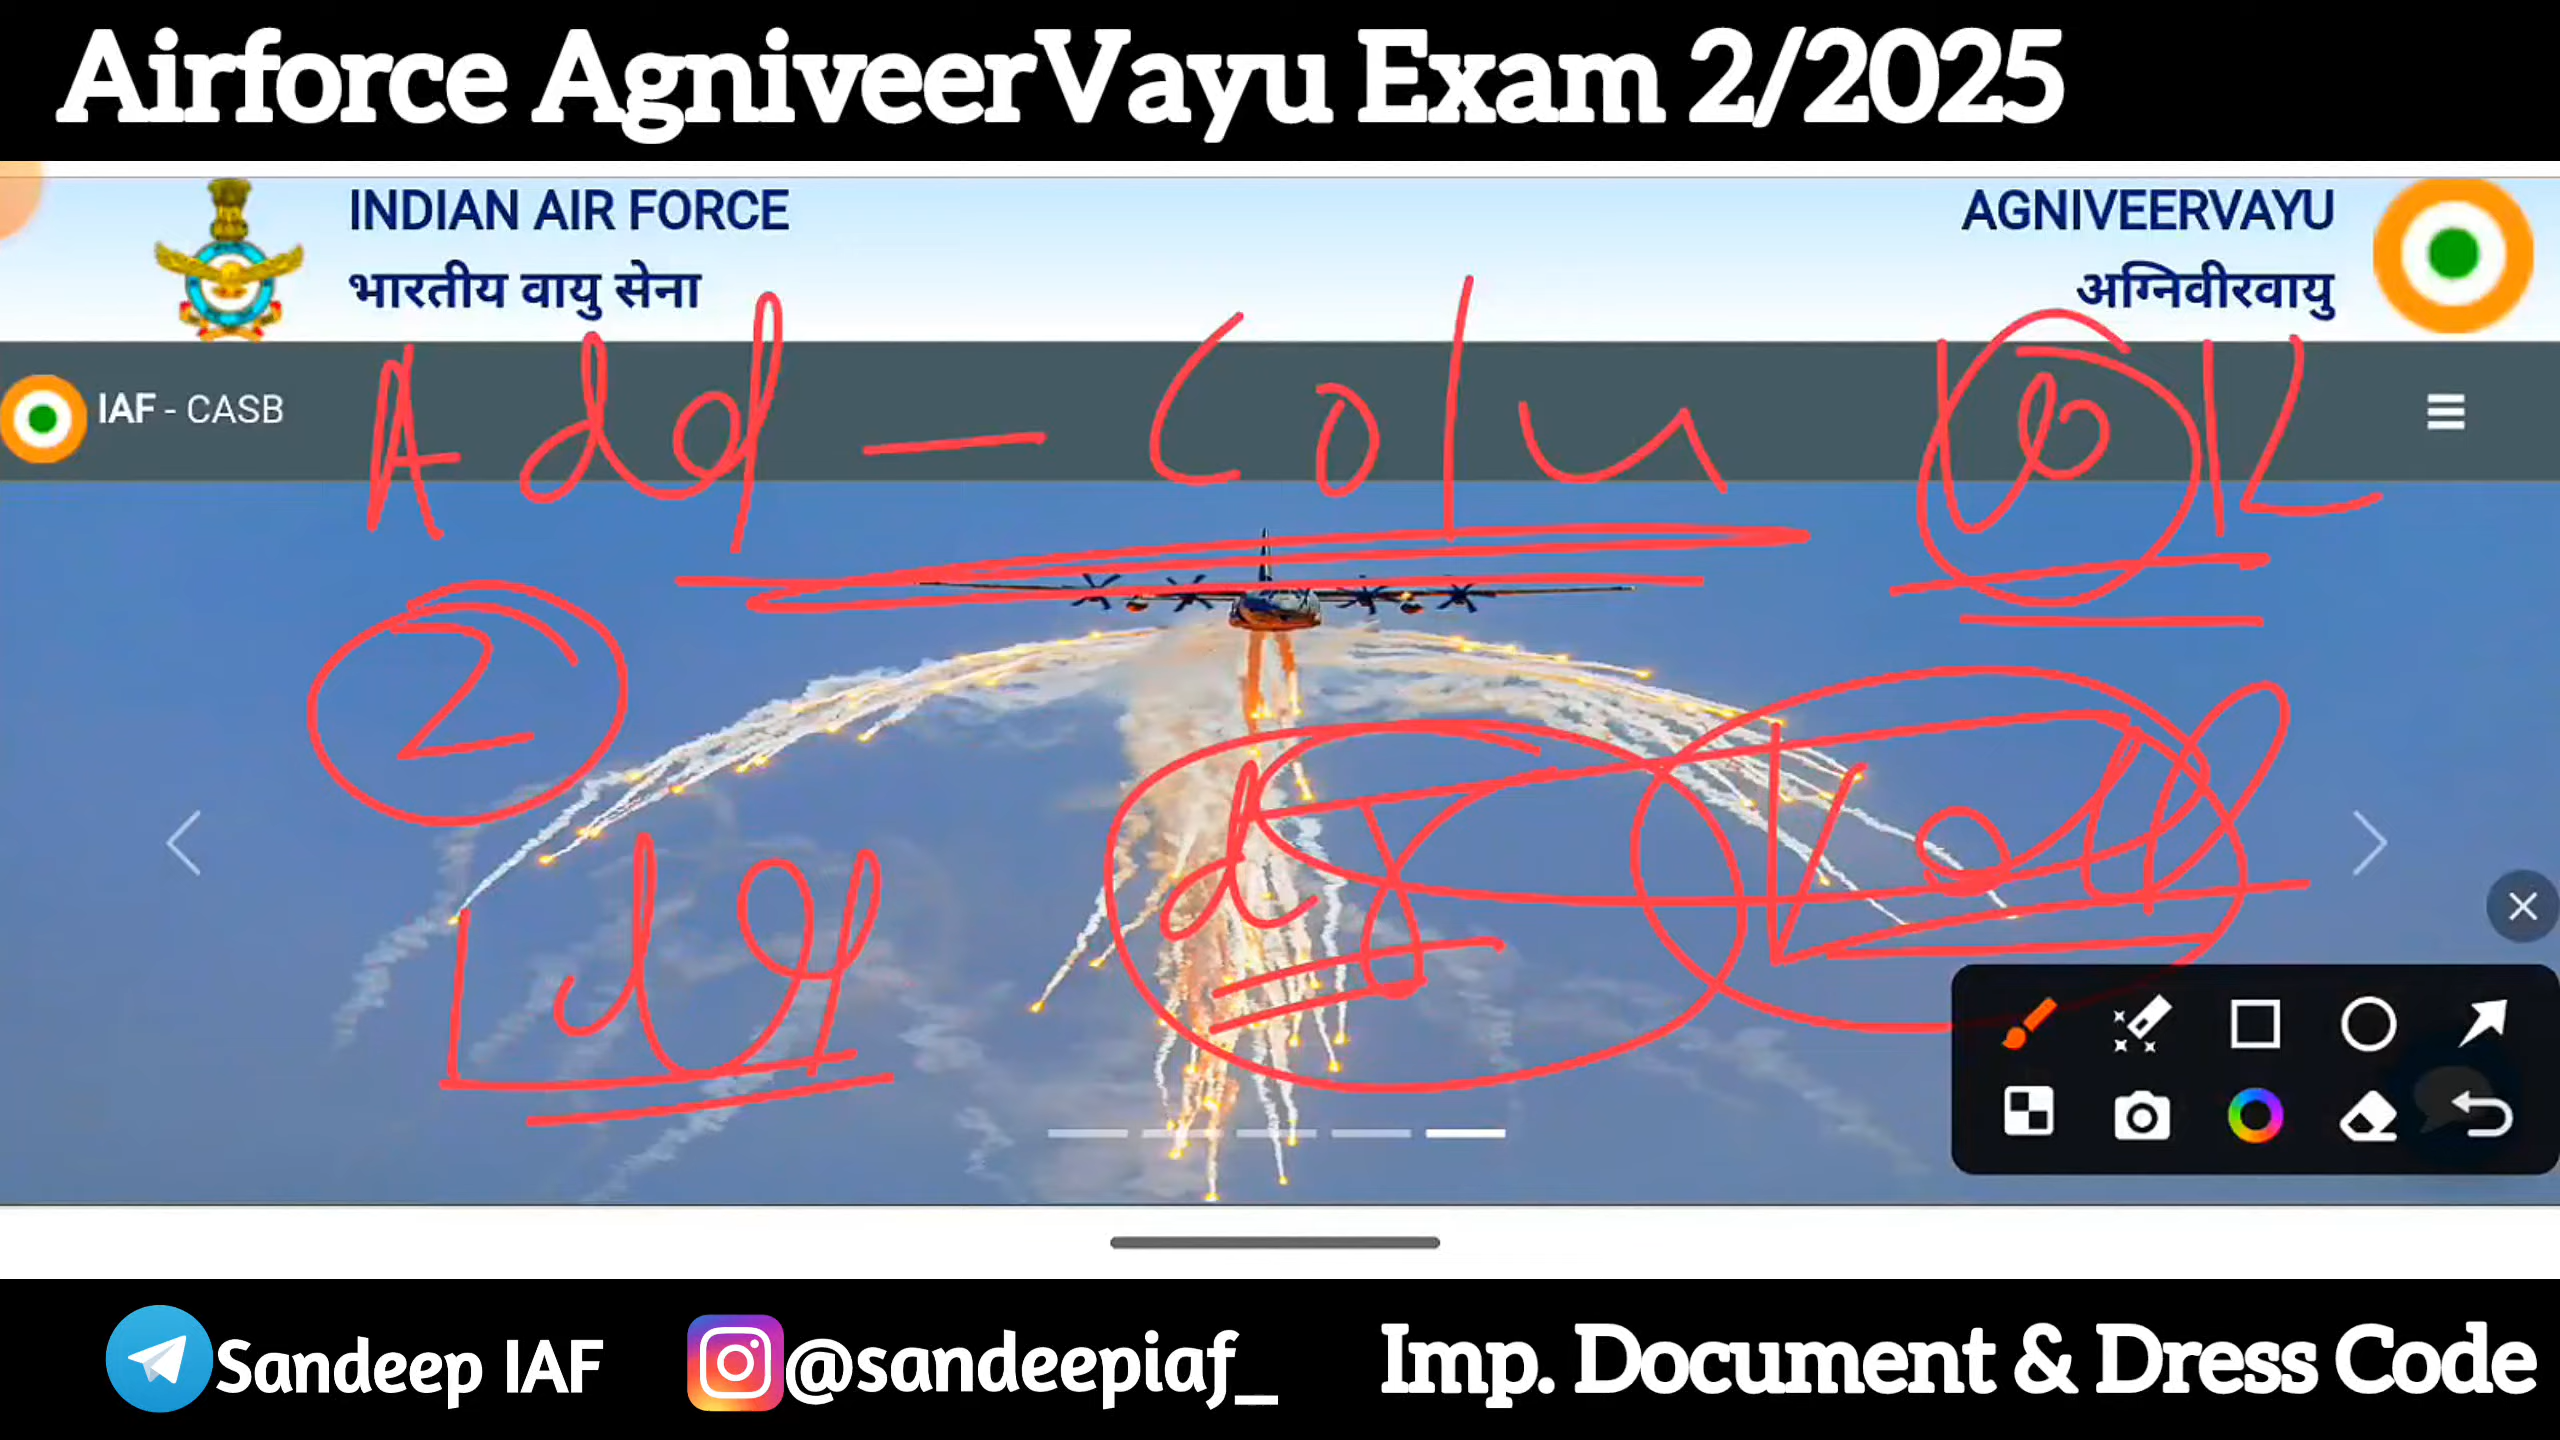 Airforce AgniveerVayu Exam 2/2025
INDIAN AIR FORCE
भारतीय वायु सेना
AGNIVEERVAYU
अग्निवीरवायु
IAF - CASB
Add - Colu
2
Sandeep IAF
@sandeepiaf_
Imp. Document & Dress Code